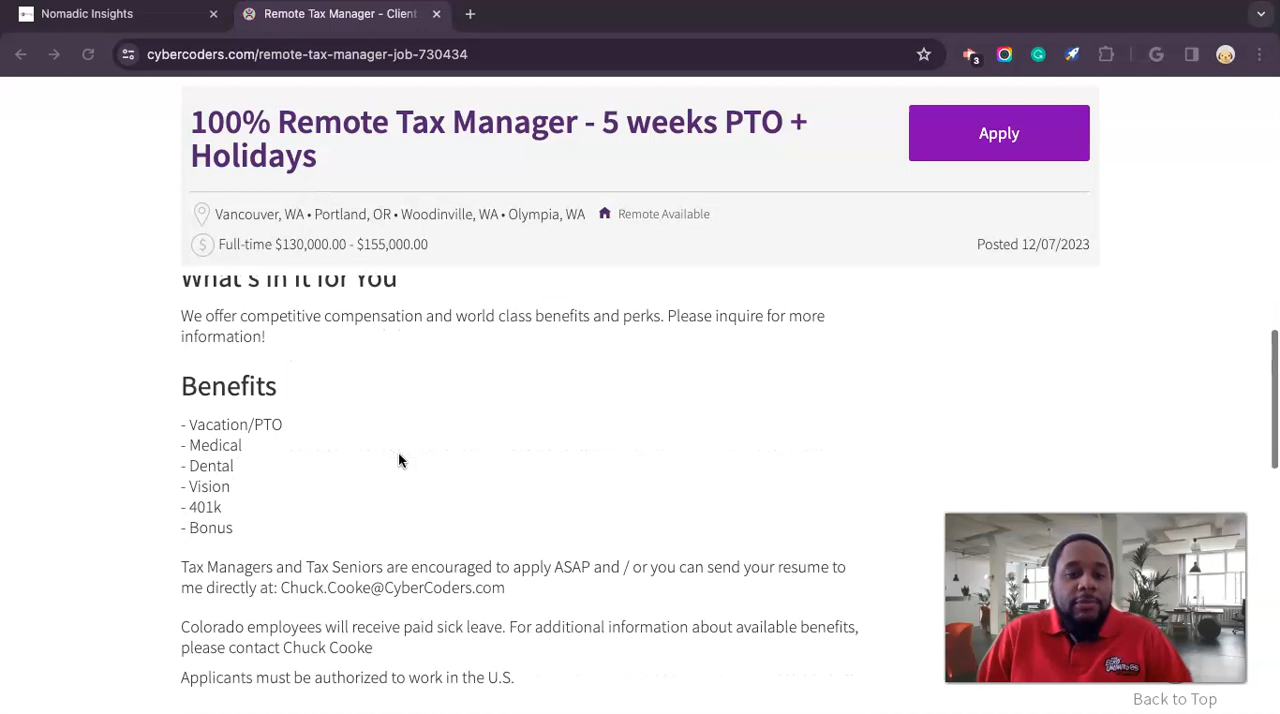 Nomadic Insights
Remote Tax Manager - Client
cybercoders.com/remote-tax-manager-job-730434
3
100% Remote Tax Manager - 5 weeks PTO +
Holidays
Apply
Vancouver, WA • Portland, OR • Woodinville, WA • Olympia, WA
Remote Available
Full-time $130,000.00 - $155,000.00
Posted 12/07/2023
What's in it for You
We offer competitive compensation and world class benefits and perks. Please inquire for more
information!
Benefits
- Vacation/PTO
- Medical
- Dental
- Vision
- 401k
- Bonus
Tax Managers and Tax Seniors are encouraged to apply ASAP and / or you can send your resume to
me directly at: Chuck.Cooke@CyberCoders.com
Colorado employees will receive paid sick leave. For additional information about available benefits,
please contact Chuck Cooke
Applicants must be authorized to work in the U.S.
Back to Top